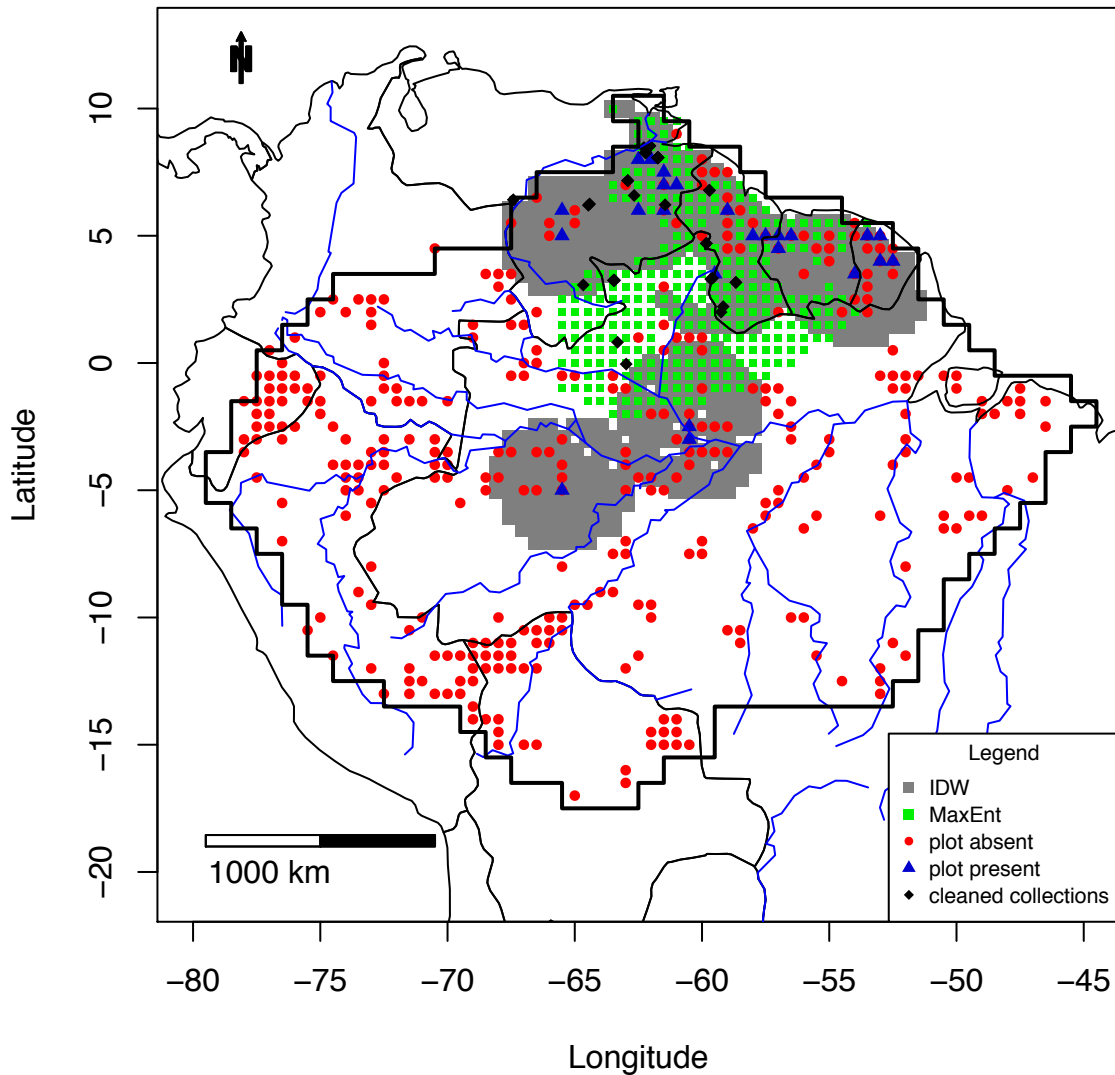 N
Latitude
10
5
0
−5
−10
−15
−20
1000 km
Legend
IDW
MaxEnt
plot absent
plot present
cleaned collections
−80 −75 −70 −65 −60 −55 −50 −45
Longitude